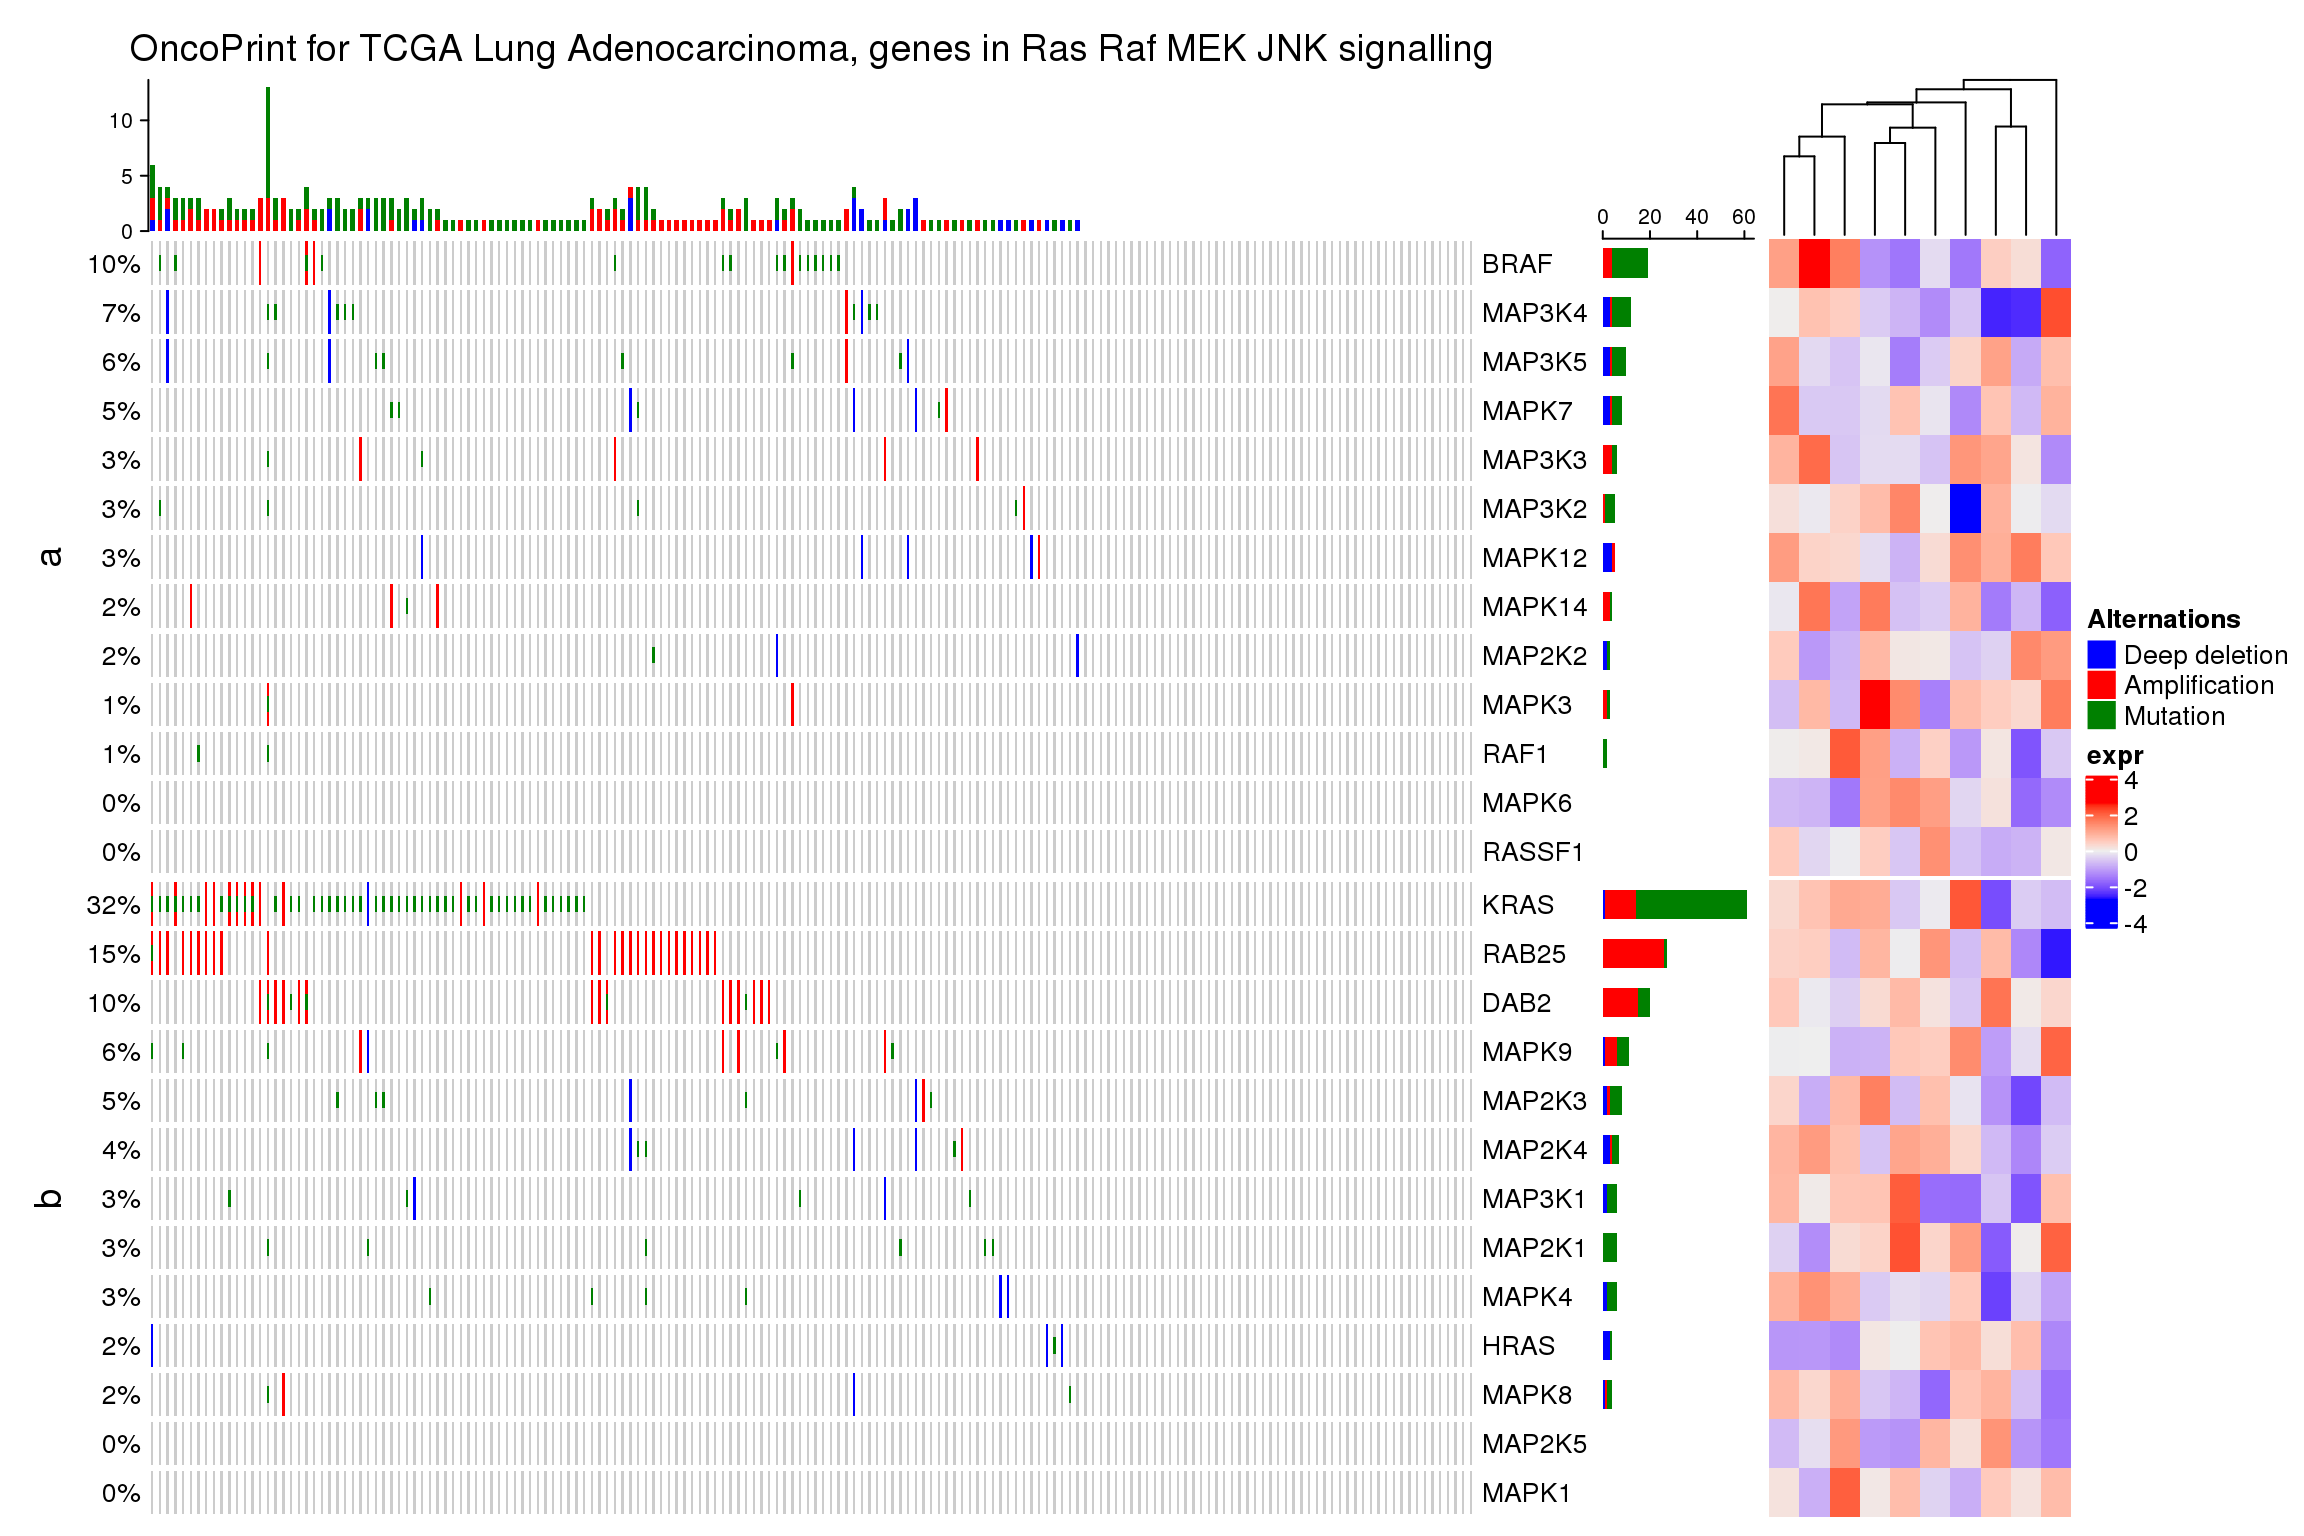 OncoPrint for TCGA Lung Adenocarcinoma, genes in Ras Raf MEK JNK signalling
10
5
0
0 20 40 60
a
10% BRAF
7% MAP3K4
6% MAP3K5
5% MAPK7
3% MAP3K3
3% MAP3K2
3% MAPK12
2% MAPK14
2% MAP2K2
1% MAPK3
1% RAF1
0% MAPK6
0% RASSF1
b
32% KRAS
15% RAB25
10% DAB2
6% MAPK9
5% MAP2K3
4% MAP2K4
3% MAP3K1
3% MAP2K1
3% MAPK4
2% HRAS
2% MAPK8
0% MAP2K5
0% MAPK1
Alternations
Deep deletion
Amplification
Mutation
expr
4
2
0
-2
-4